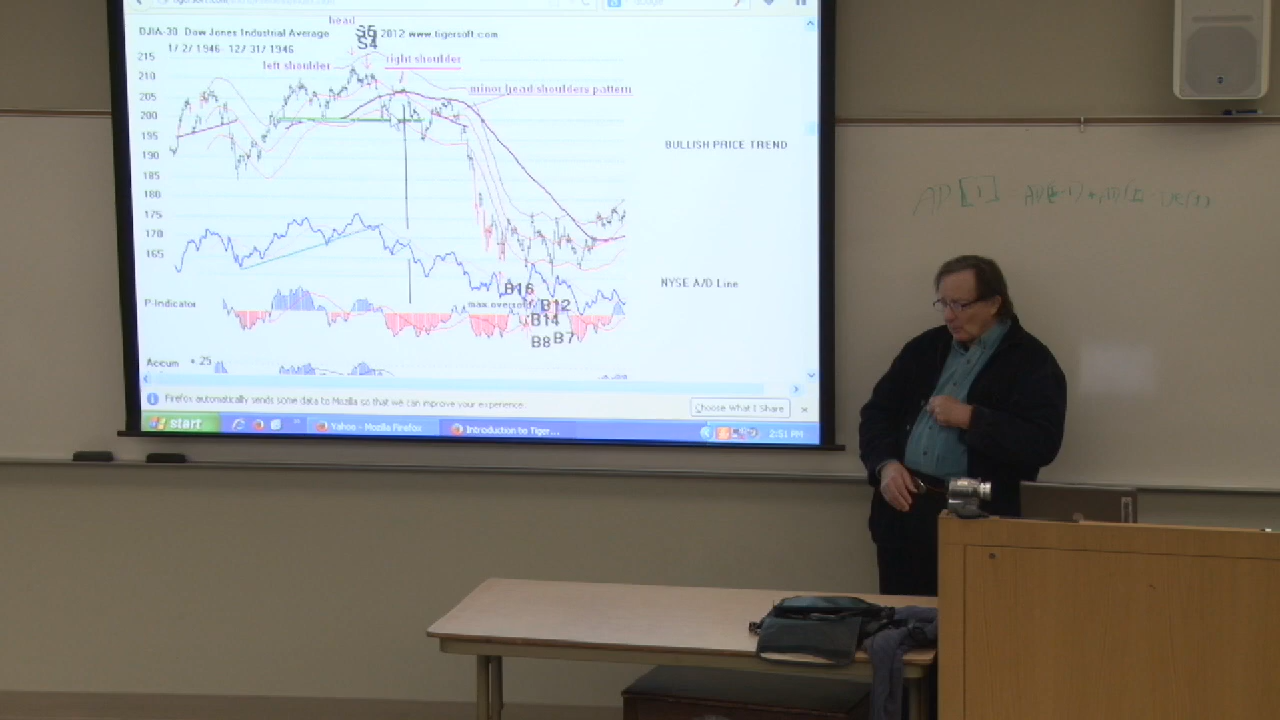 head
DJIA-30 Dow Jones Industrial Average
S5
2012 www.tigersoft.com
S4
1/ 2/ 1946 - 12/ 31/ 1946
left shoulder
right shoulder
minor head shoulders pattern
215
210
205
200
195
190
185
180
175
170
165
BULLISH PRICE TREND
NYSE A/D Line
P-Indicator
max oversold
B16
B12
B14
B8
B7
Accum
+.25
Firefox automatically sends some data to Mozilla so that we can improve your experience.
Choose What I Share
start
Yahoo - Mozilla Firefox
Introduction to Tiger...
2:51 PM